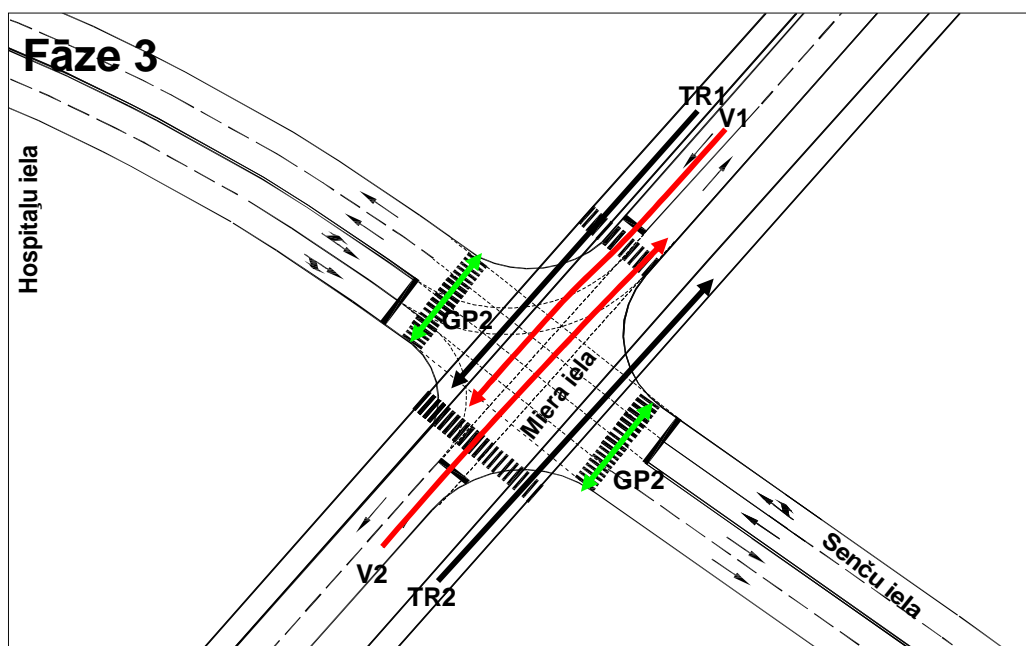 Fāze 3
TR1
V1
Hospitaļu iela
GP2
Miera iela
GP2
Senču iela
V2
TR2